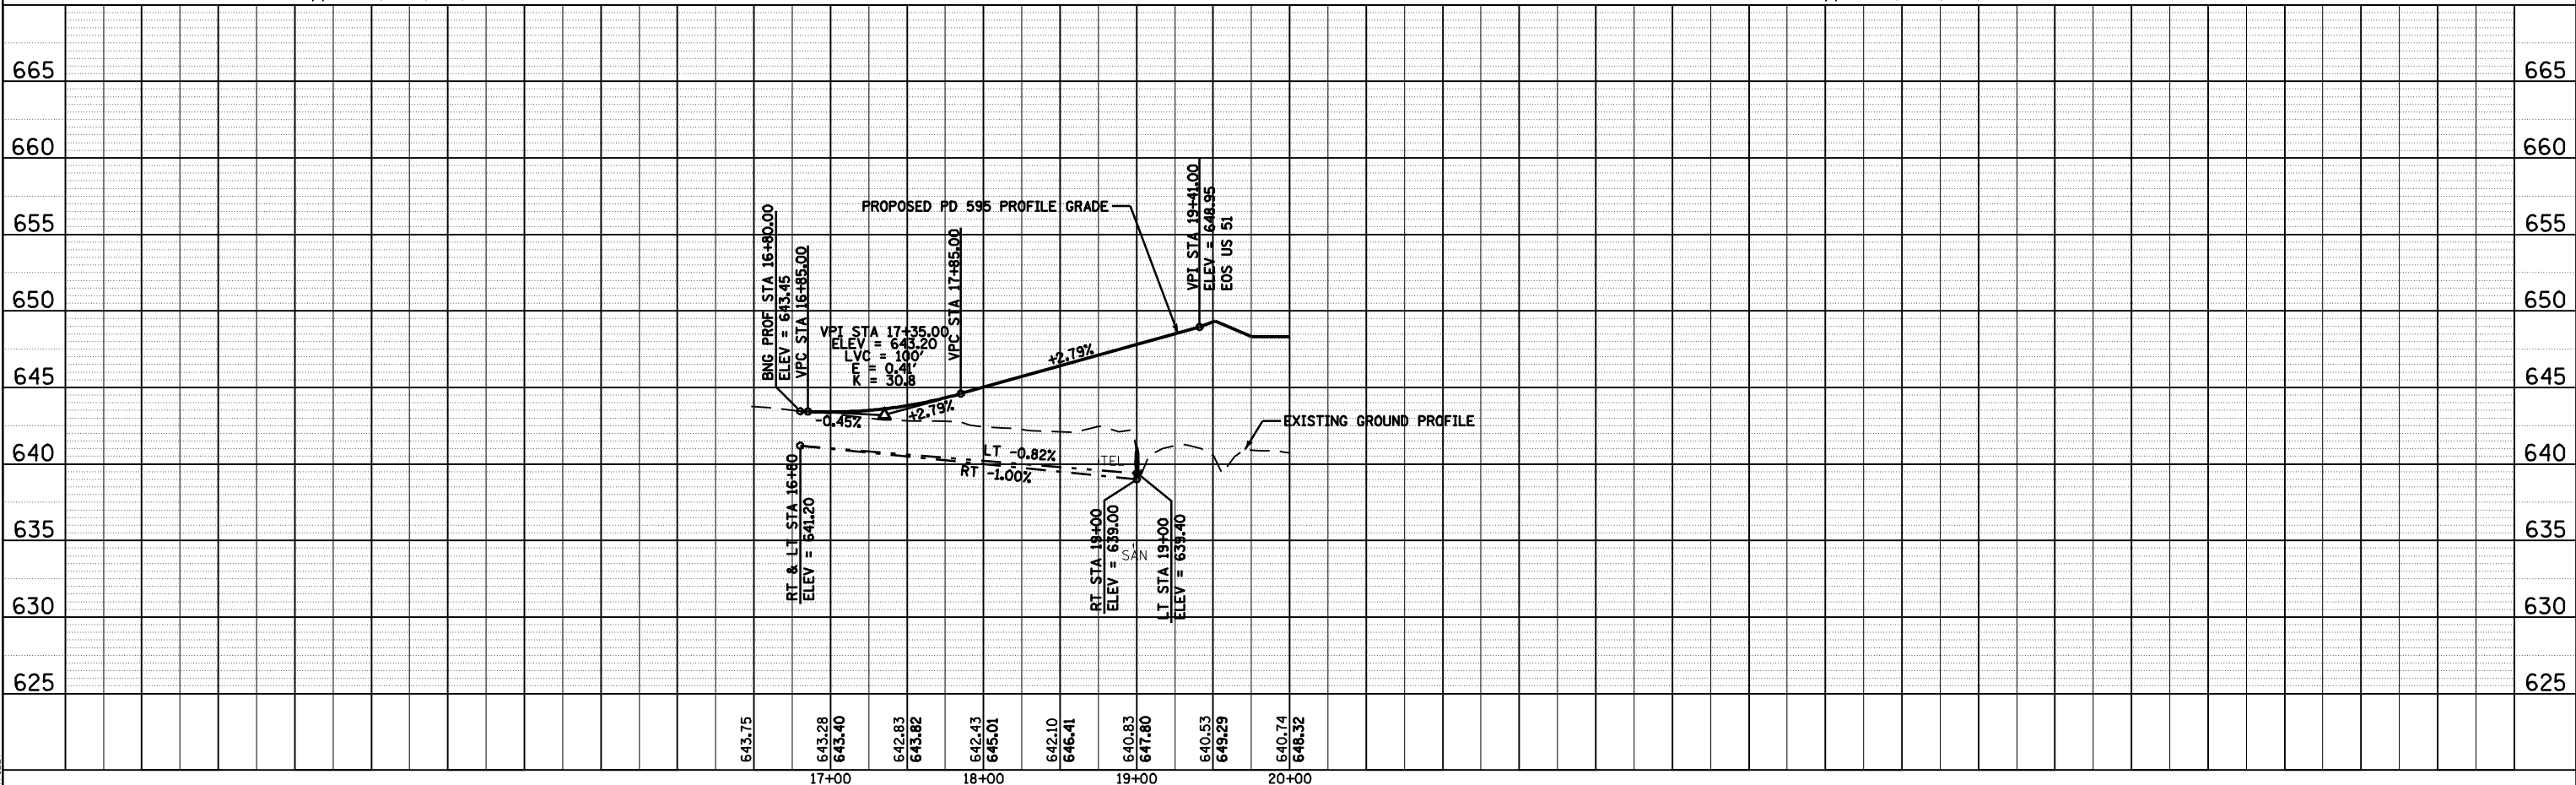 665
665
660
660
655
655
650
650
645
645
640
640
635
635
630
630
625
625
PROPOSED PD 595 PROFILE GRADE
BNG PROF STA 16+80.00
ELEV = 643.45
VPC STA 16+85.00
VPI STA 17+35.00
ELEV = 643.20
LVC = 100'
E = 0.41'
K = 30.8
VPC STA 17+85.00
VPI STA 19+41.00
ELEV = 648.95
EOS US 51
+2.79%
-0.45%
+2.79%
EXISTING GROUND PROFILE
LT -0.82%
RT -1.00%
TEL
RT & LT STA 16+80
ELEV = 641.20
RT STA 19+00
ELEV = 639.00
SAN
LT STA 19+00
ELEV = 639.40
643.75
643.28
643.40
642.83
643.82
642.43
645.01
642.10
646.41
640.83
647.80
640.53
649.29
640.74
648.32
17+00
18+00
19+00
20+00